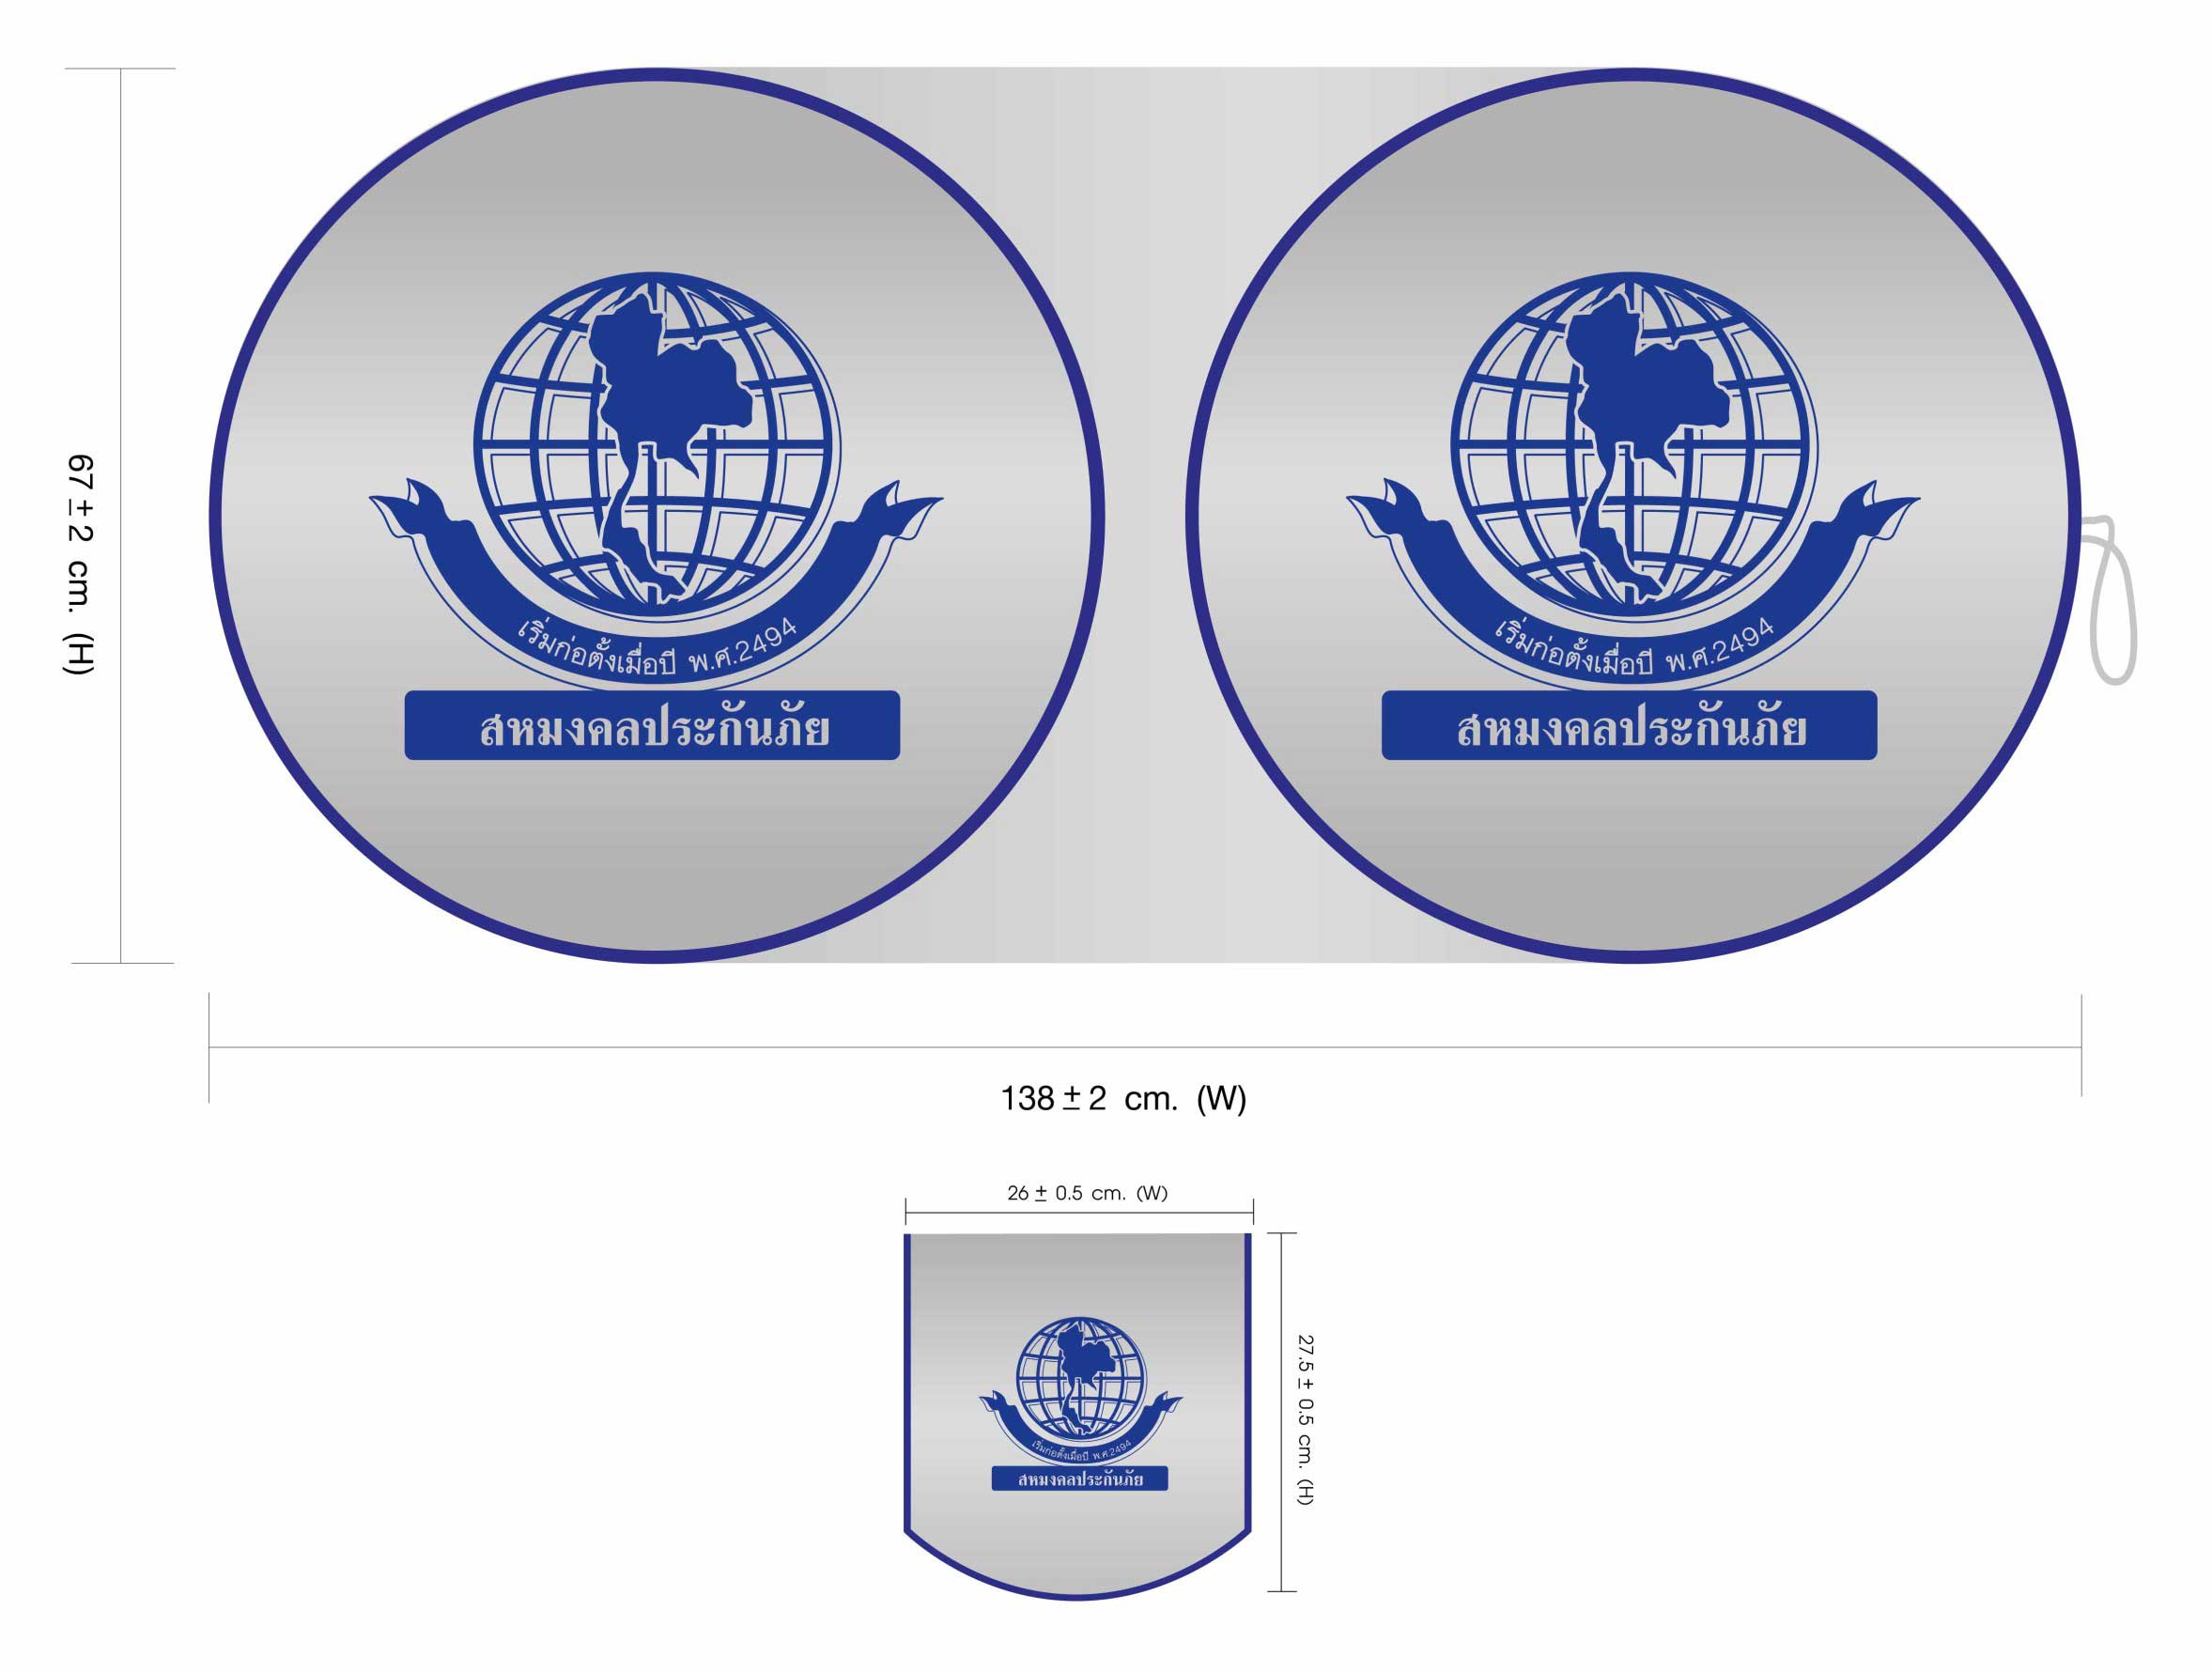 67±2 cm. (H)
เริ่มก่อตั้งเมื่อปี พ.ศ.2494
สหมงคลประกันภัย
เริ่มก่อตั้งเมื่อปี พ.ศ.2494
สหมงคลประกันภัย
138±2 cm. (W)
26± 0.5 cm. (W)
27.5± 0.5 cm. (H)
เริ่มก่อตั้งเมื่อปี พ.ศ.2494
สหมงคลประกันภัย